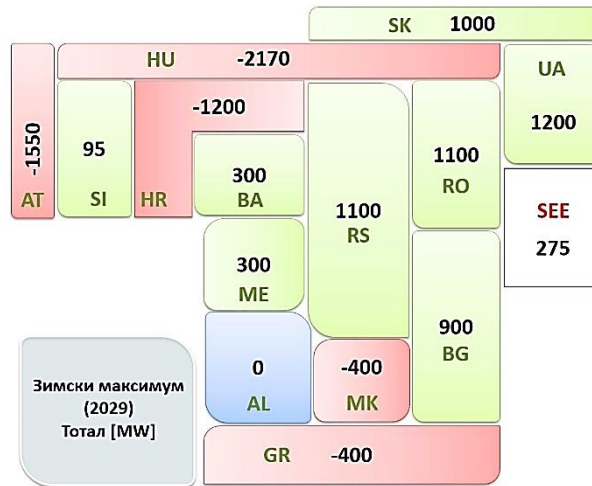 SK 1000
HU -2170
UA
1200
-1550
AT
95
SI
-1200
HR
300
BA
1100
RS
1100
RO
SEE
275
300
ME
900
BG
0
AL
-400
MK
Зимски максимум
(2029)
Тотал [MW]
GR -400